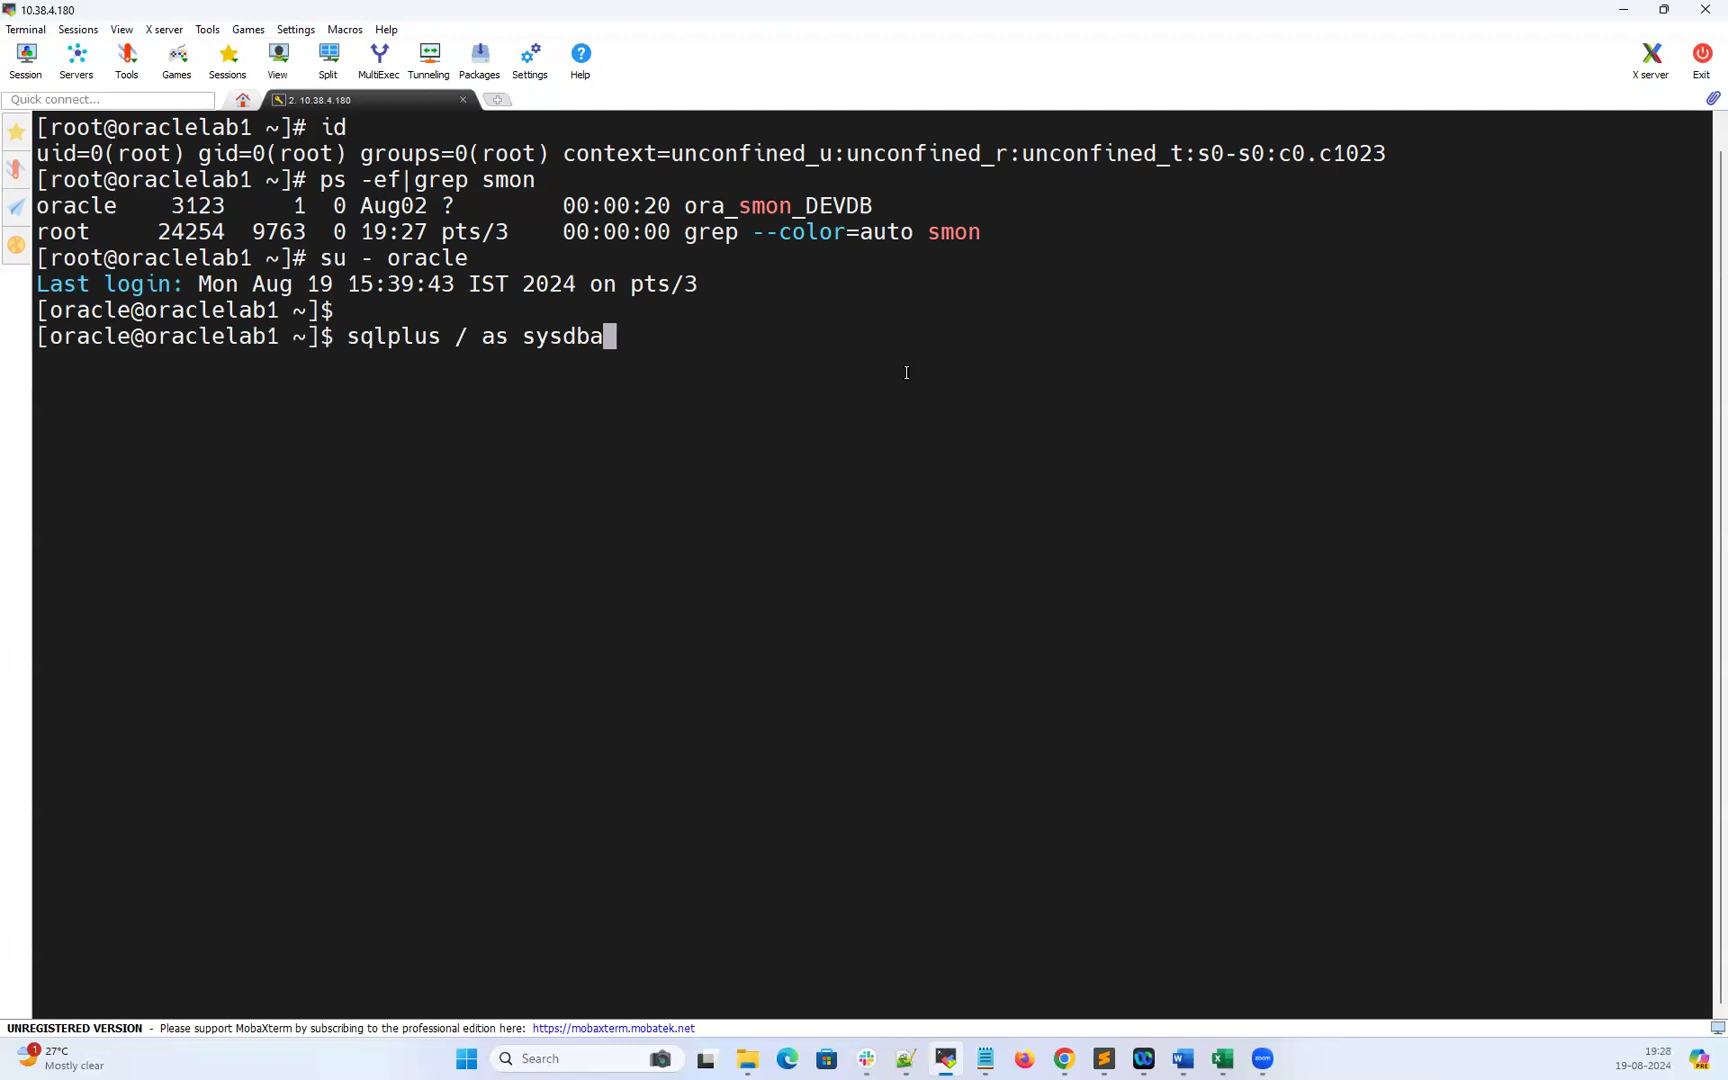 10.38.4.180
Terminal Sessions View X server Tools Games Settings Macros Help
Session Servers Tools Games Sessions View Split MultiExec Tunneling Packages Settings Help X server Exit
Quick connect... 2. 10.38.4.180
[root@oraclelab1 ~]# id
uid=0(root) gid=0(root) groups=0(root) context=unconfined_u:unconfined_r:unconfined_t:s0-s0:c0.c1023
[root@oraclelab1 ~]# ps -ef|grep smon
oracle 3123 1 0 Aug02 ? 00:00:20 ora_smon_DEVDB
root 24254 9763 0 19:27 pts/3 00:00:00 grep --color=auto smon
[root@oraclelab1 ~]# su - oracle
Last login: Mon Aug 19 15:39:43 IST 2024 on pts/3
[oracle@oraclelab1 ~]$
[oracle@oraclelab1 ~]$ sqlplus / as sysdba
UNREGISTERED VERSION - Please support MobaXterm by subscribing to the professional edition here: https://mobaxterm.mobatek.net
1 27°C
Mostly clear
Search
zoom
PRE
19:28
19-08-2024